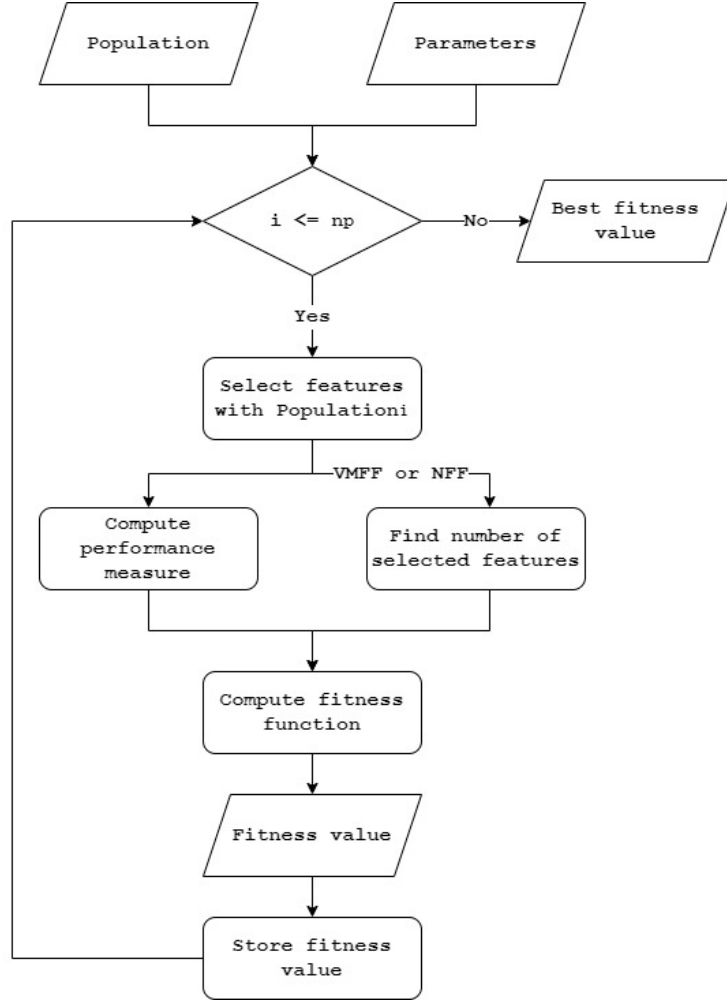 Population
Parameters
i <= np
No
Best fitness
value
Yes
Select features
with Populationi
VMFF or NFF
Compute
performance
measure
Find number of
selected features
Compute fitness
function
Fitness value
Store fitness
value